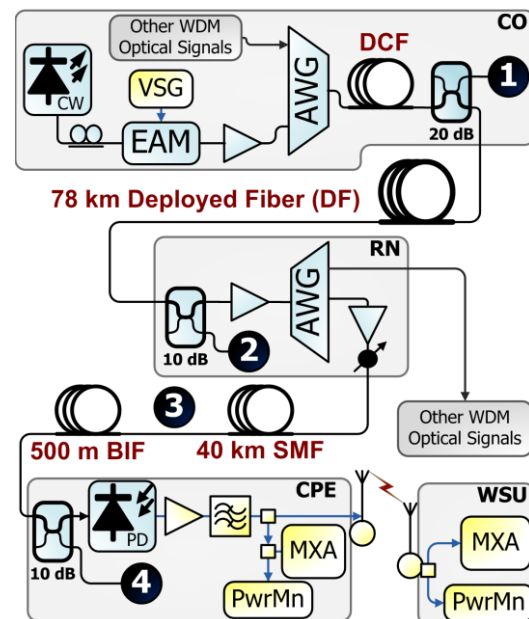 Other WDM
Optical Signals
DCF
CO
1
CW
VSG
EAM
AWG
20 dB
78 km Deployed Fiber (DF)
RN
AWG
10 dB
2
3
500 m BIF
40 km SMF
Other WDM
Optical Signals
CPE
WSU
PD
10 dB
4
MXA
PwrMn
MXA
PwrMn